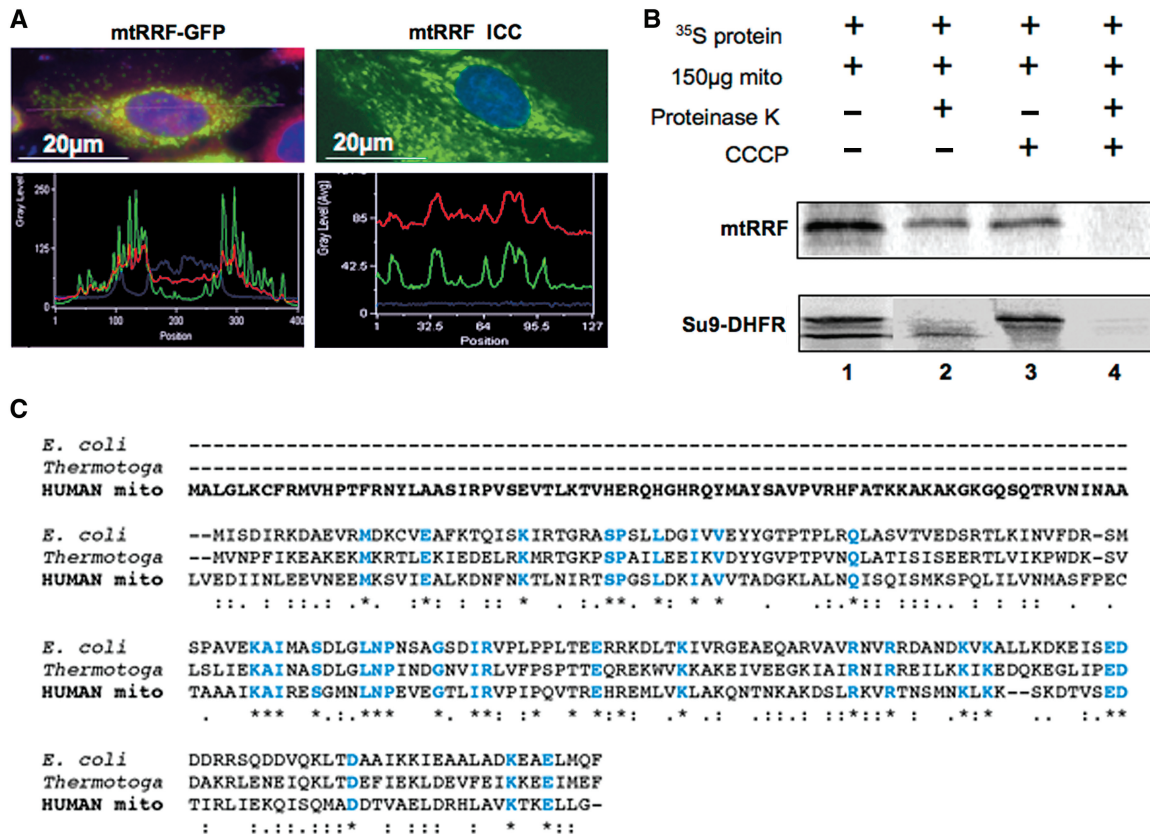 A
mtRRF-GFP
mtRRF ICC
20µm
20µm
Gray Level
250
125
0
1
100
200
300
400
Position
Gray Level (Avg)
85
42.5
0
1
32.5
64
95.5
127
Position
B
35S protein + + + +
150µg mito + + + +
Proteinase K – + – +
CCCP – – + +
mtRRF
Su9-DHFR
1 2 3 4
C
E. coli ------------------------------------------------------------------------------
Thermotoga ------------------------------------------------------------------------------
HUMAN mito MALGLKCFRMVHPTFRNYLAASIRPVSEVTLKTVHERQHGHRQYMAYSAVPVRHFATKKAKAKGKGQSQTRVNINAA
E. coli --MISDIRKDAEVRMDKCVEAFKTQISKIRTGRASPSLLDGIVVEYYGTPTPLRQLASVTVEDSRTLKINVFDR-SM
Thermotoga --MVNPFIKEAKEKMKRTLEKIEDELRKMRTGKPSPAILEEIKVDYYGVPTPVNQLATISISEERTLVIKPWDK-SV
HUMAN mito LVEDIINLEEVNEEMKSVIEALKDNFNKTLNIRTSPGSLDKIAVVTADGKLALNQISQISMKSPQLILVNMASFPEC
E. coli SPAVEKAIMASDLGLNPNSAGSDIRVPLPPLTEERRKDLTKIVRGEAEQARVAVRNVRRDANDKVKALLKDKEISED
Thermotoga LSLIEKAINASDLGLNPINDGNVIRLVFPSPTTEQREKWVKKAKEIVEEGKIAIRNIRREILKKIKEDQKEGLIPED
HUMAN mito TAAAIKAIRESGMNLNPEVEGTLIRVPIPQVTREHREMLVKLAKQNTNKAKDSLRKVRTNSMNKLKK--SKDTVSED
E. coli DDRRSQDDVQKLTDAAIKKIEAALADKEAELMQF
Thermotoga DAKRLENEIQKLTDEFIEKLDEVFEIKKEEIMEF
HUMAN mito TIRLIEKQISQMADDTVAELDRHLAVKTKELLG-